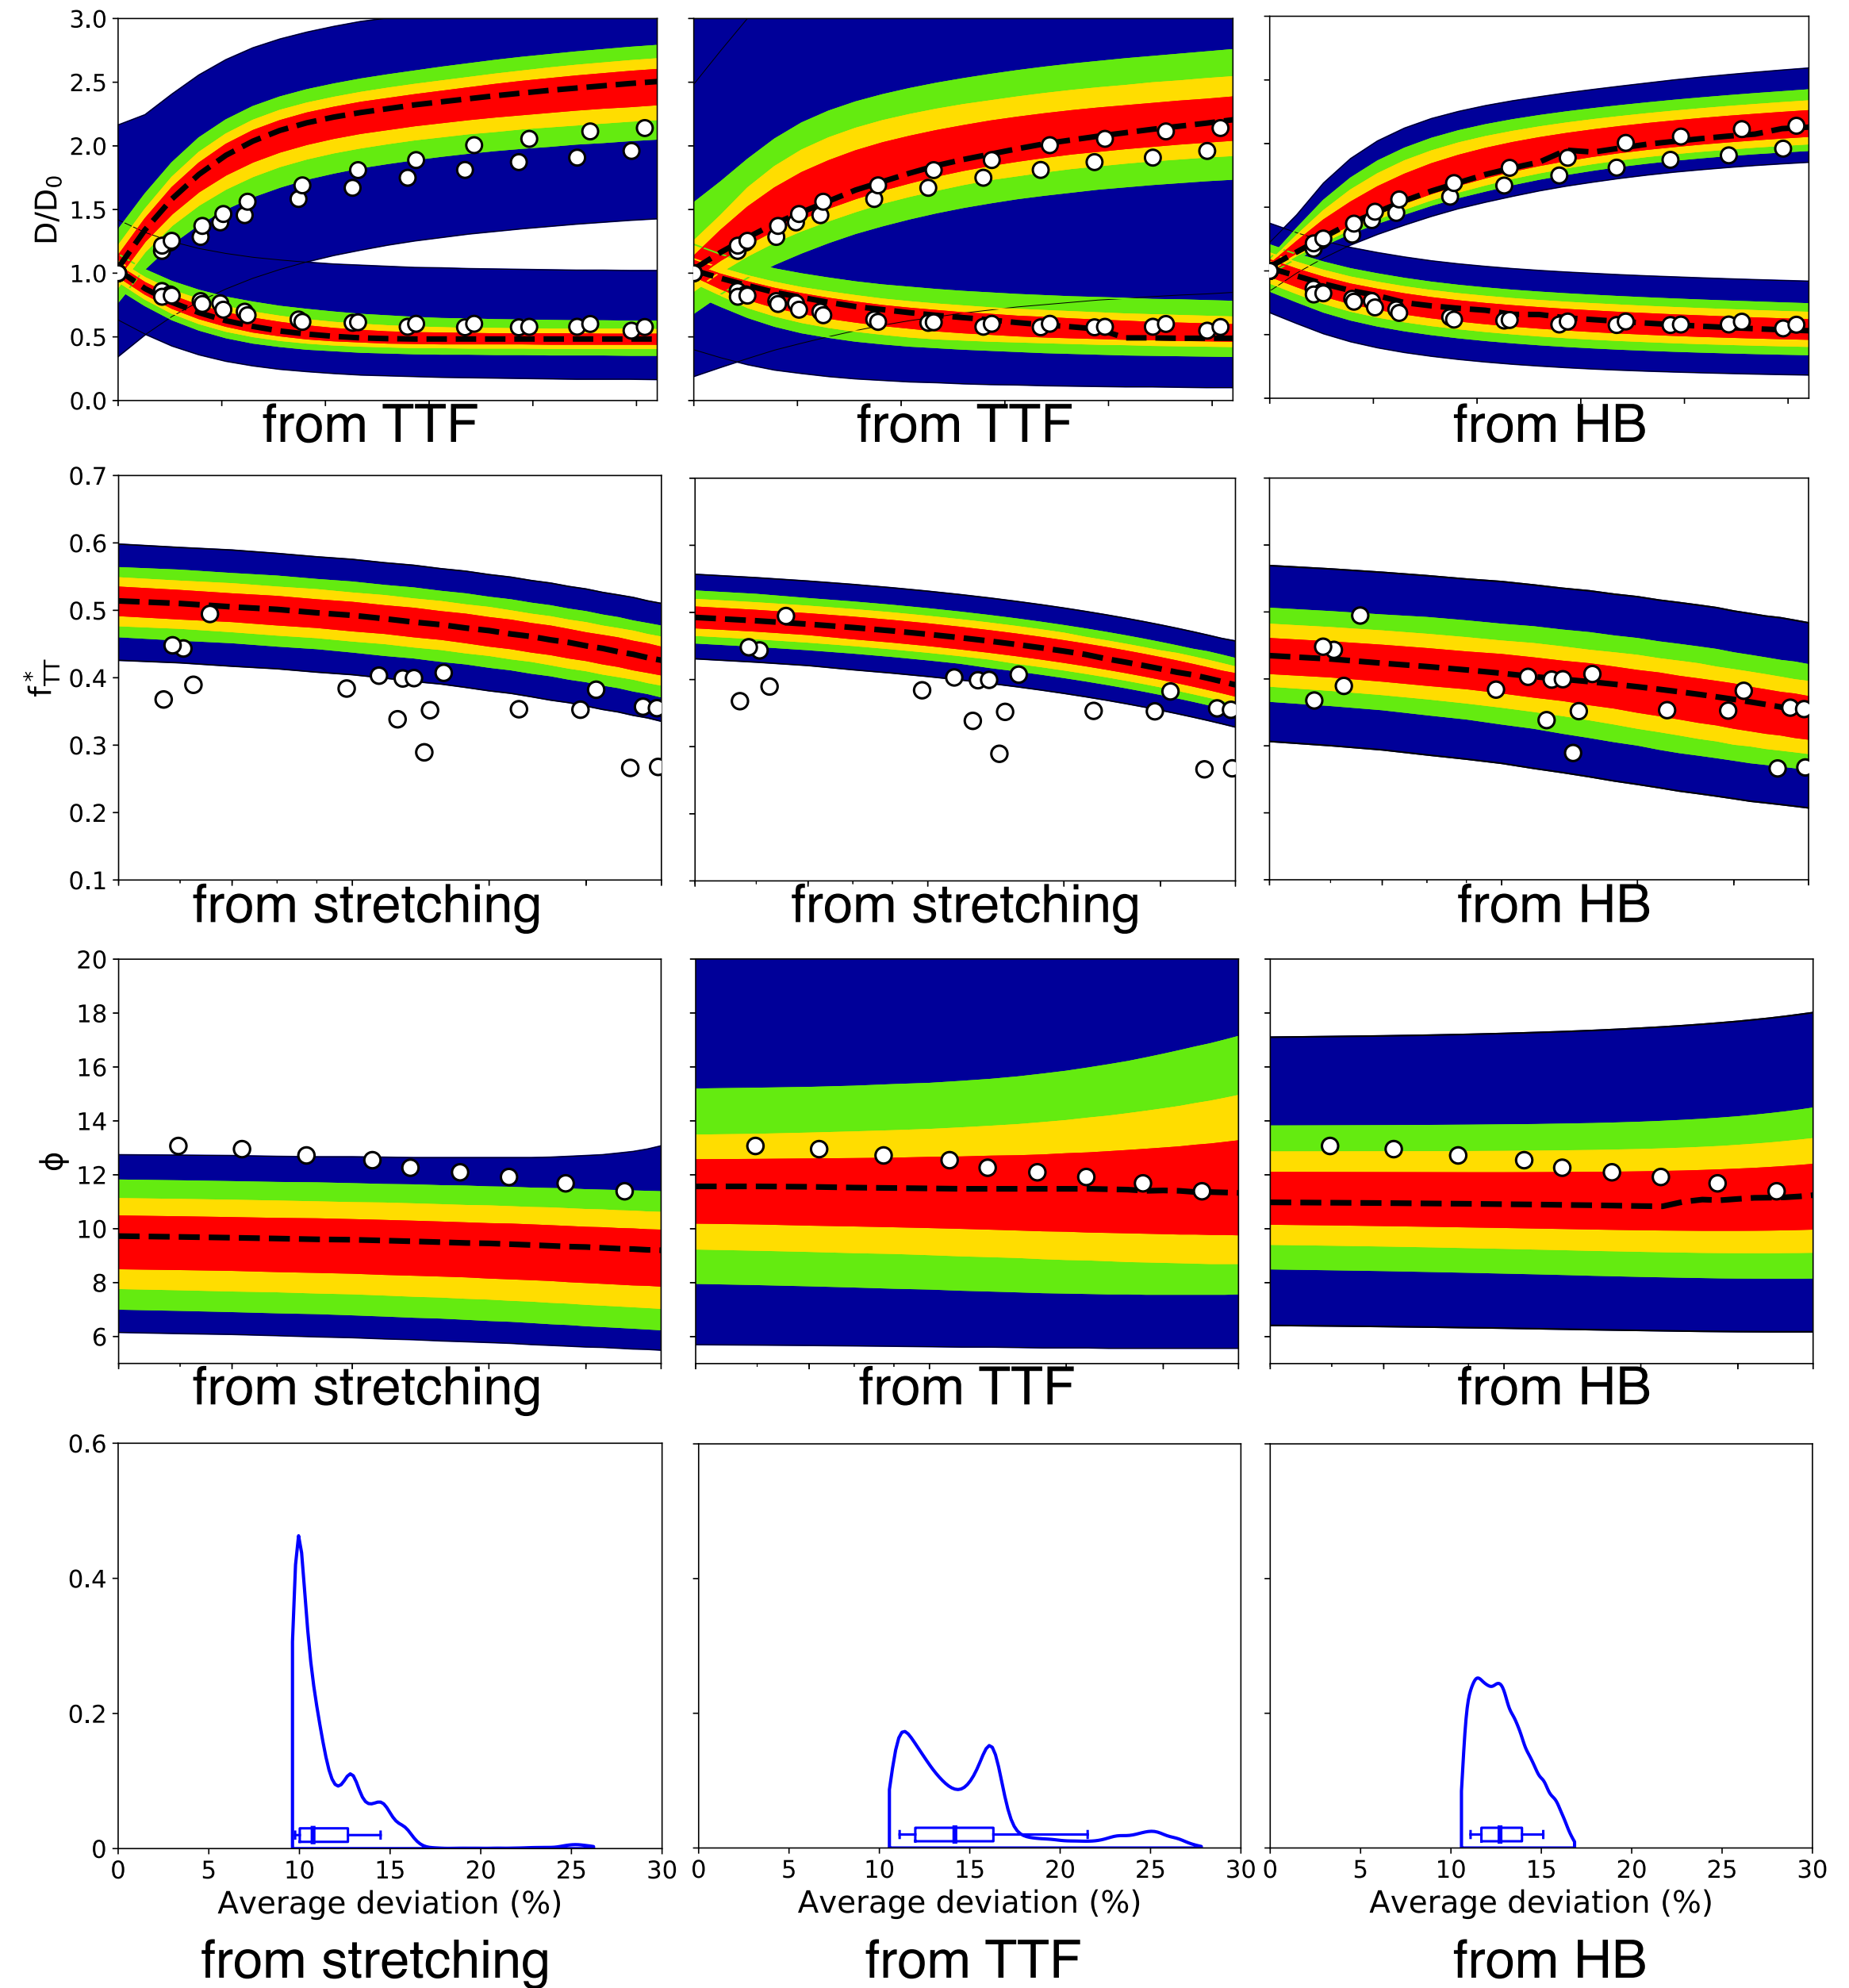 3.0
2.5
2.0
1.5
1.0
0.5
0.0
D/D0
from TTF
from TTF
from HB
0.7
0.6
0.5
0.4
0.3
0.2
0.1
f*TT
from stretching
from stretching
from HB
20
18
16
14
12
10
8
6
ϕ
from stretching
from TTF
from HB
0.6
0.4
0.2
0
0 5 10 15 20 25 30
0 5 10 15 20 25 30
0 5 10 15 20 25 30
Average deviation (%)
Average deviation (%)
Average deviation (%)
from stretching
from TTF
from HB